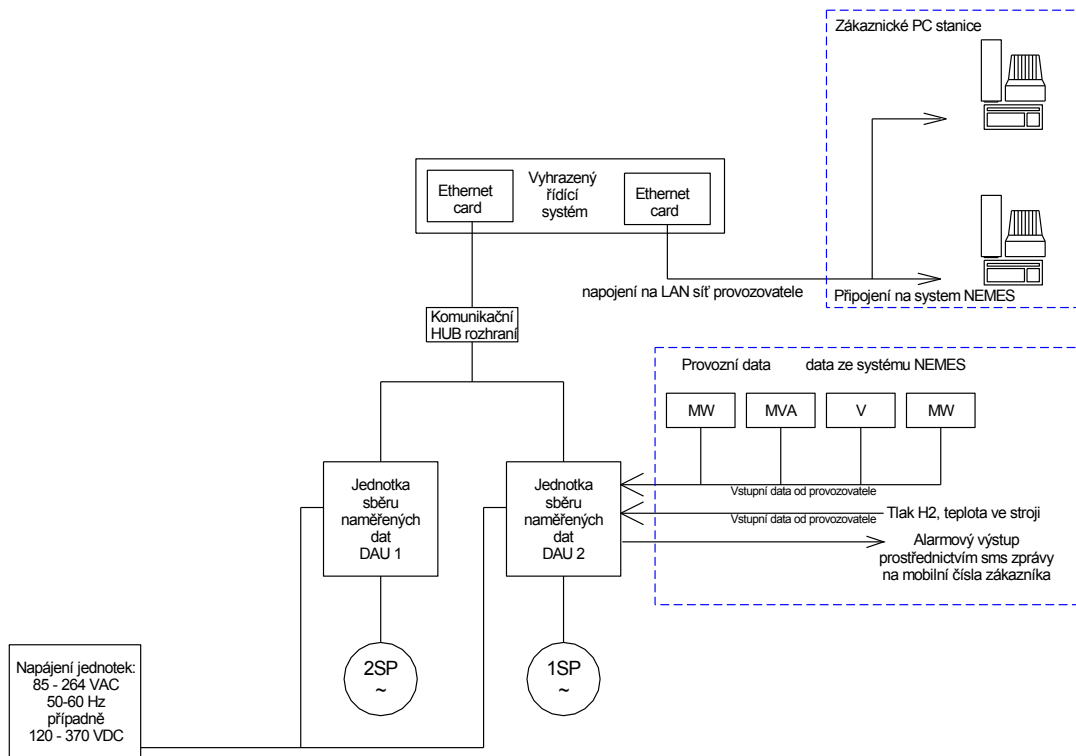 Zákaznické PC stanice
Ethernet
card
Vyhrazený
řídící
systém
Ethernet
card
napojení na LAN síť provozovatele
Připojení na system NEMES
Komunikační
HUB rozhraní
Provozní data
data ze systému NEMES
MW
MVA
V
MW
Jednotka
sběru
naměřených
dat
DAU 1
Jednotka
sběru
naměřených
dat
DAU 2
Vstupní data od provozovatele
Tlak H2, teplota ve stroji
Vstupní data od provozovatele
Alarmový výstup
prostřednictvím sms zprávy
na mobilní čísla zákazníka
Napájení jednotek:
85 - 264 VAC
50-60 Hz
případně
120 - 370 VDC
2SP
~
1SP
~